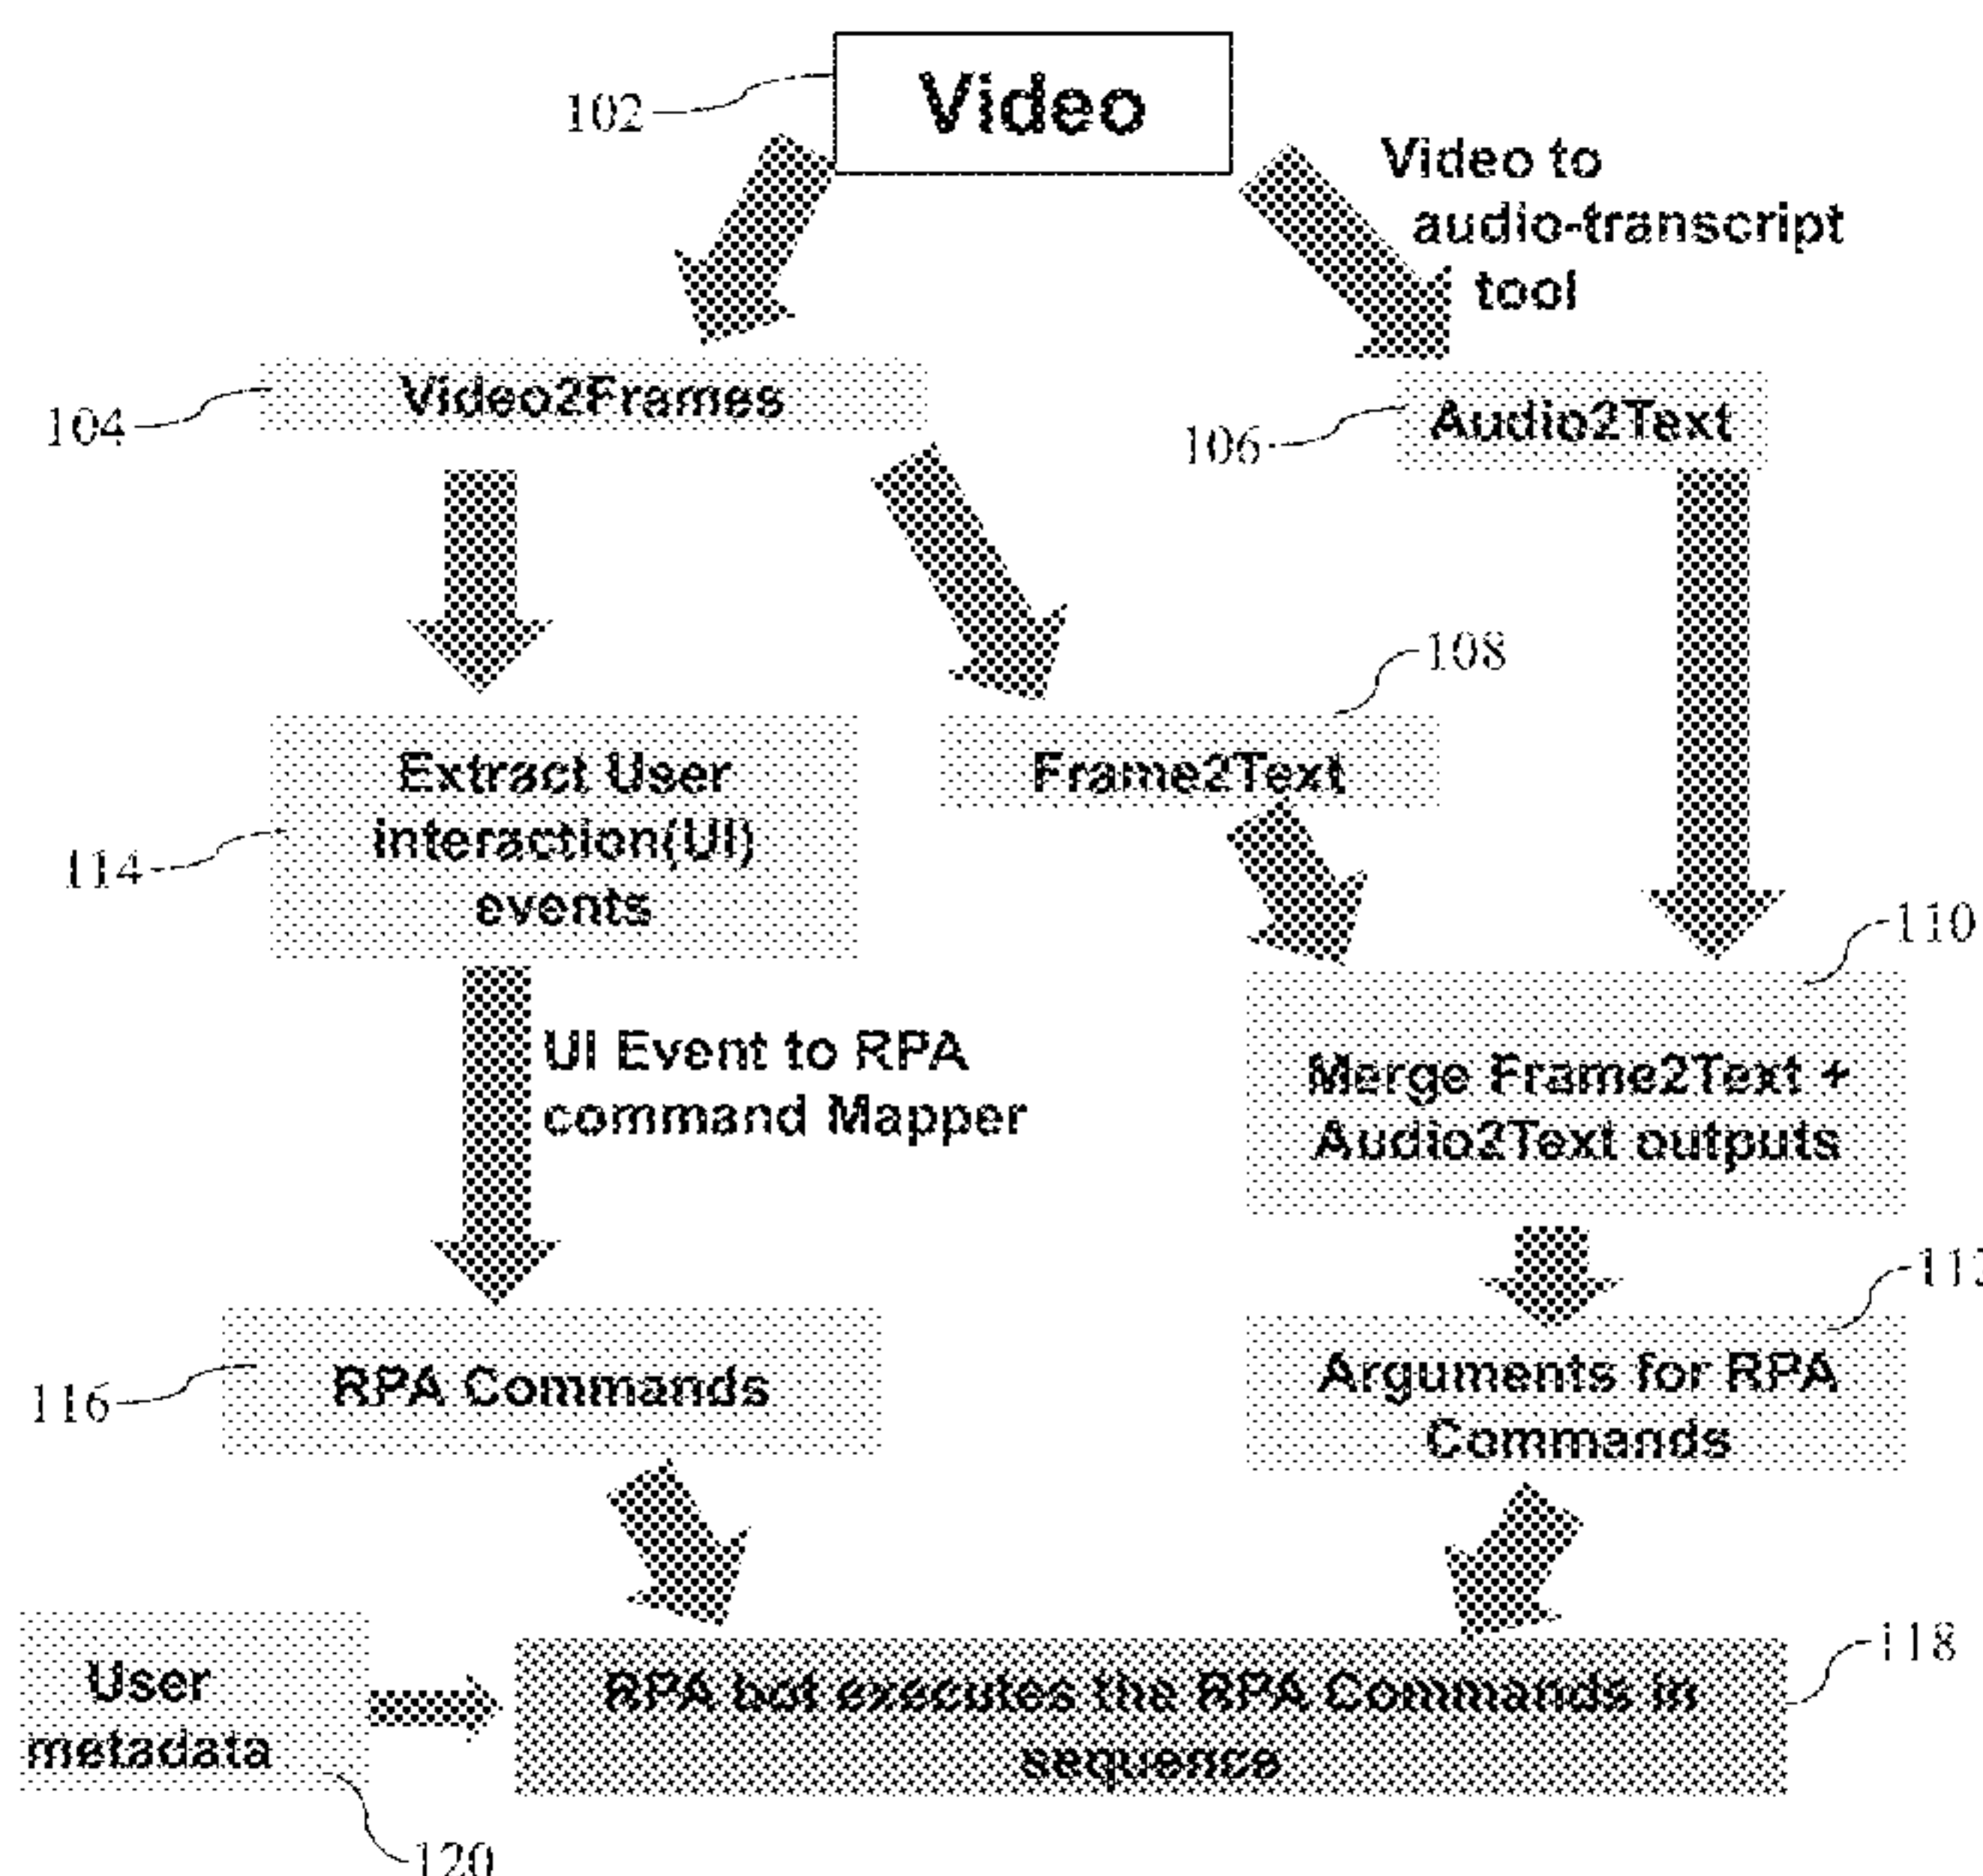 102
Video
Video to
audio-transcript
tool
104
Video2Frames
106
Audio2Text
108
114
Extract User
interaction(UI)
events
Frame2Text
110
UI Event to RPA
command Mapper
Merge Frame2Text +
Audio2Text outputs
116
RPA Commands
Arguments for RPA
Commands
118
User
metadata
RPA bot executes the RPA Commands in
sequence
120